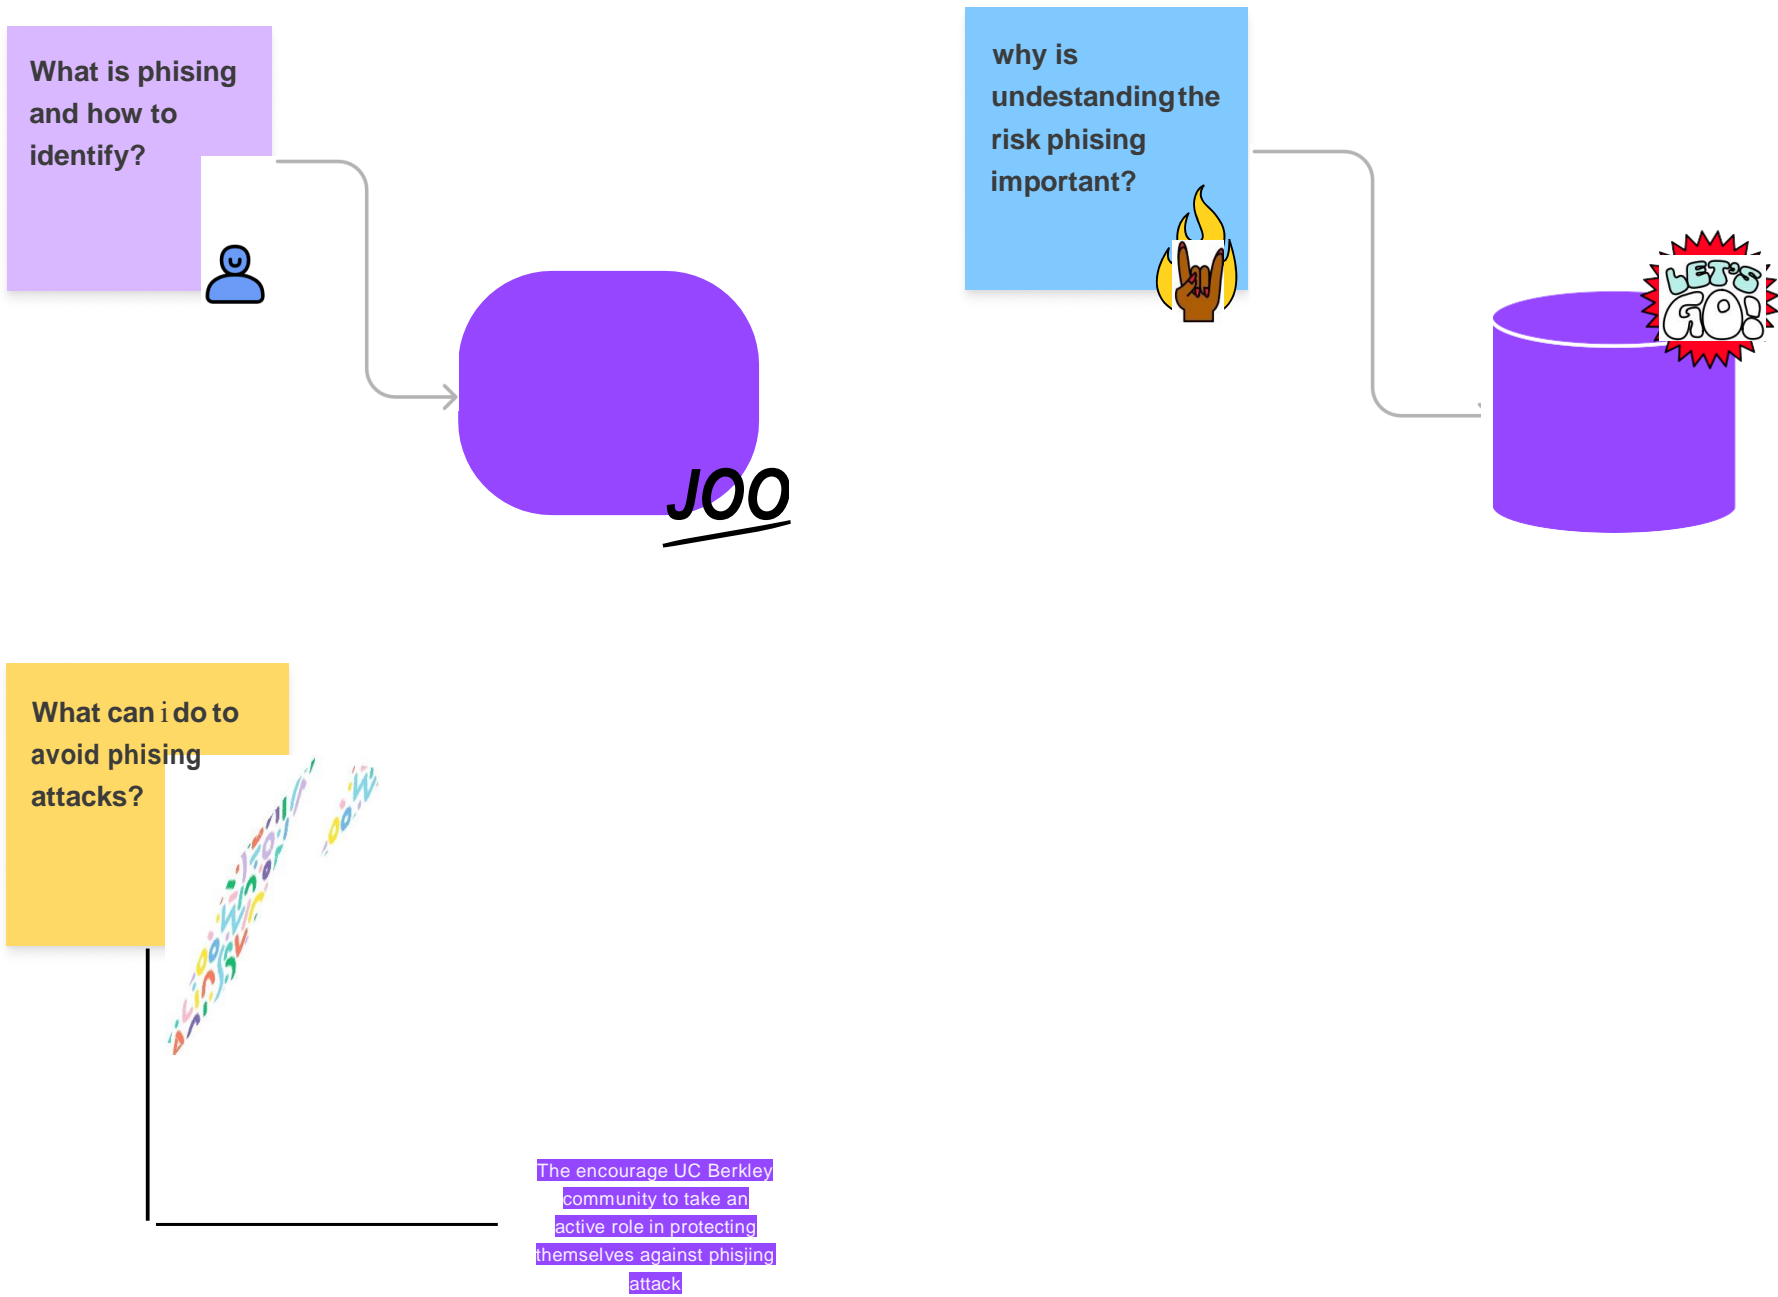 What is phising
and how to
identify?
JOO
why is
undestanding the
risk phising
important?
LET'S
GO!
What can i do to
avoid phising
attacks?
The encourage UC Berkley
community to take an
active role in protecting
themselves against phisjing
attack